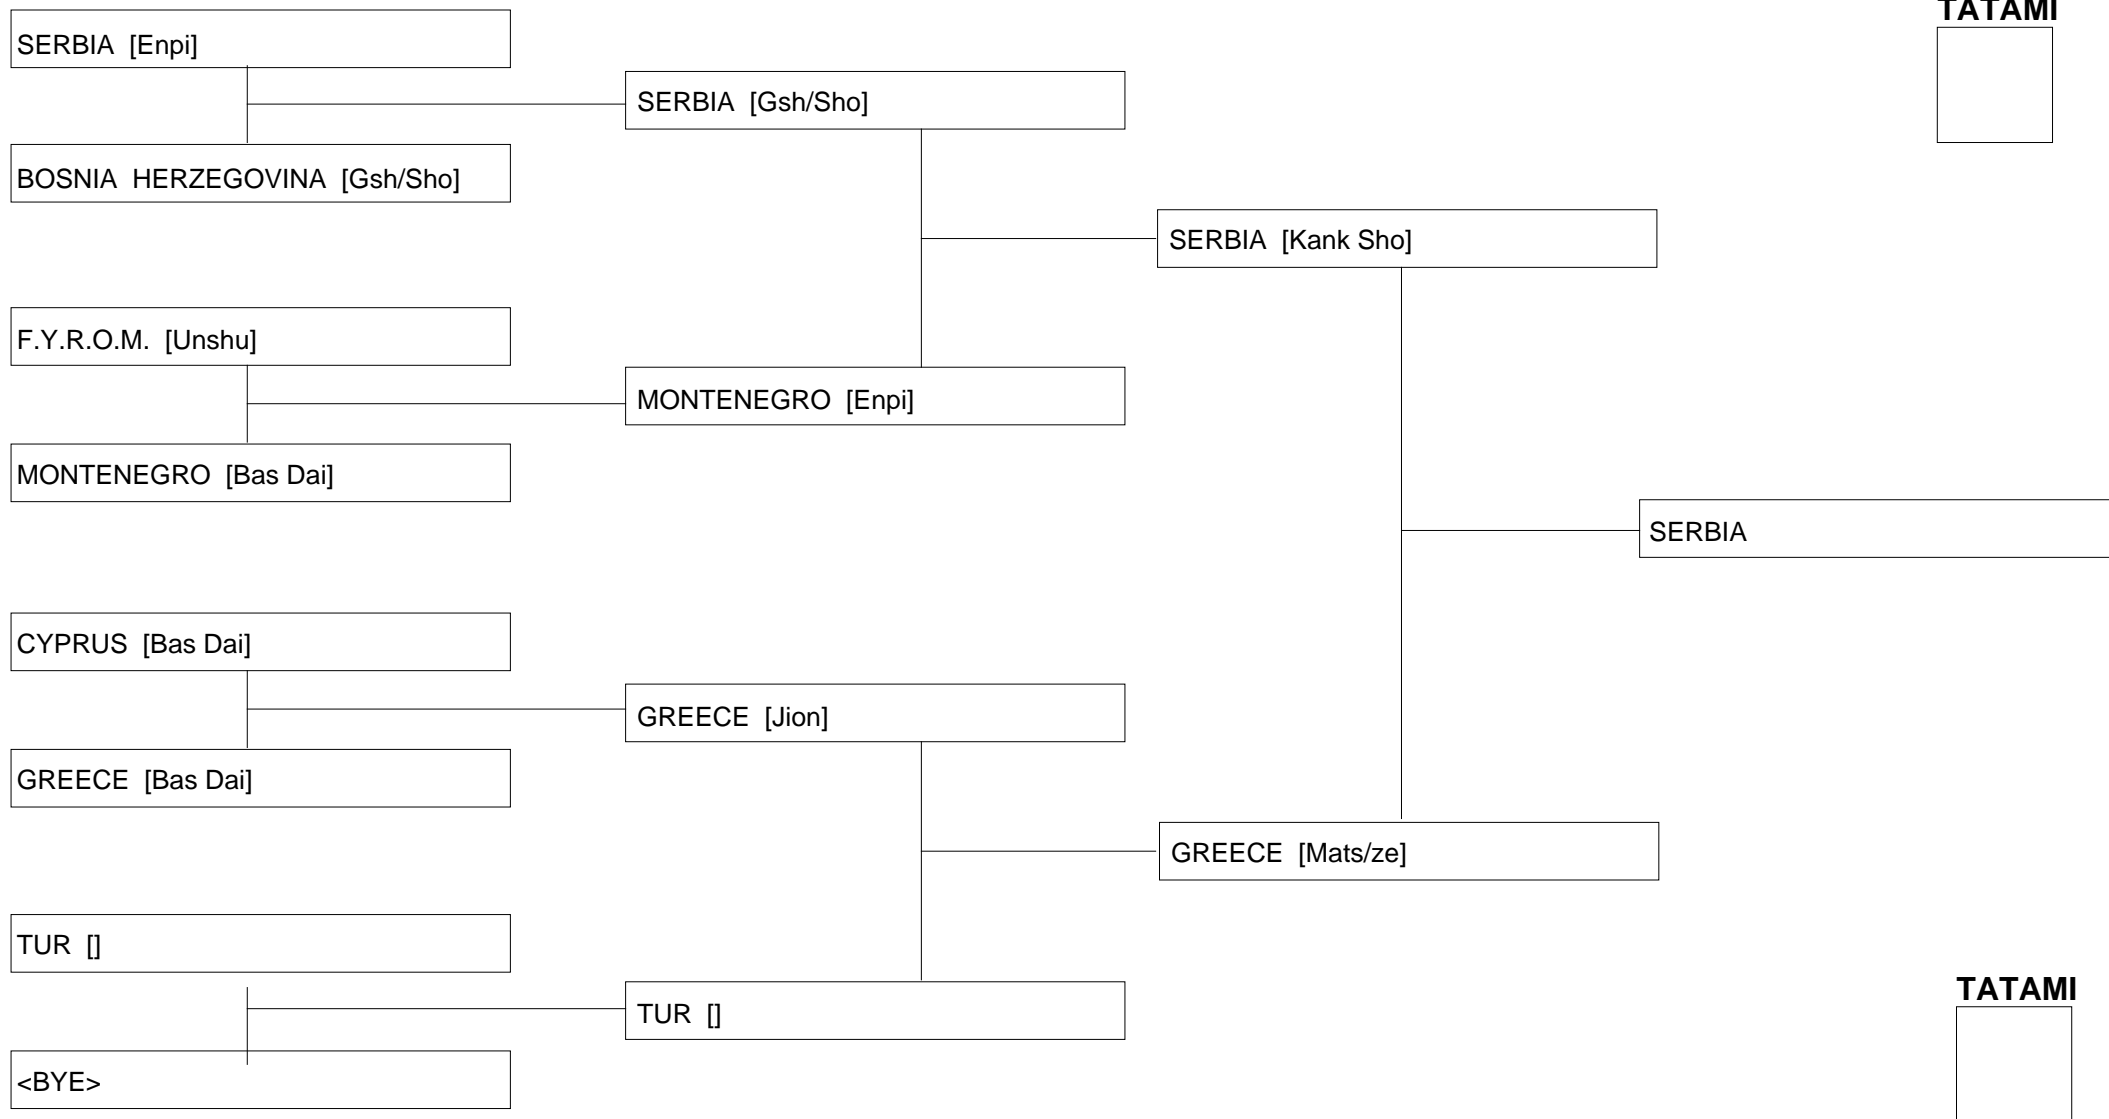 TATAMI
SERBIA [Enpi]
SERBIA [Gsh/Sho]
BOSNIA HERZEGOVINA [Gsh/Sho]
SERBIA [Kank Sho]
F.Y.R.O.M. [Unshu]
MONTENEGRO [Enpi]
MONTENEGRO [Bas Dai]
SERBIA
CYPRUS [Bas Dai]
GREECE [Jion]
GREECE [Bas Dai]
GREECE [Mats/ze]
TUR []
TATAMI
TUR []
<BYE>